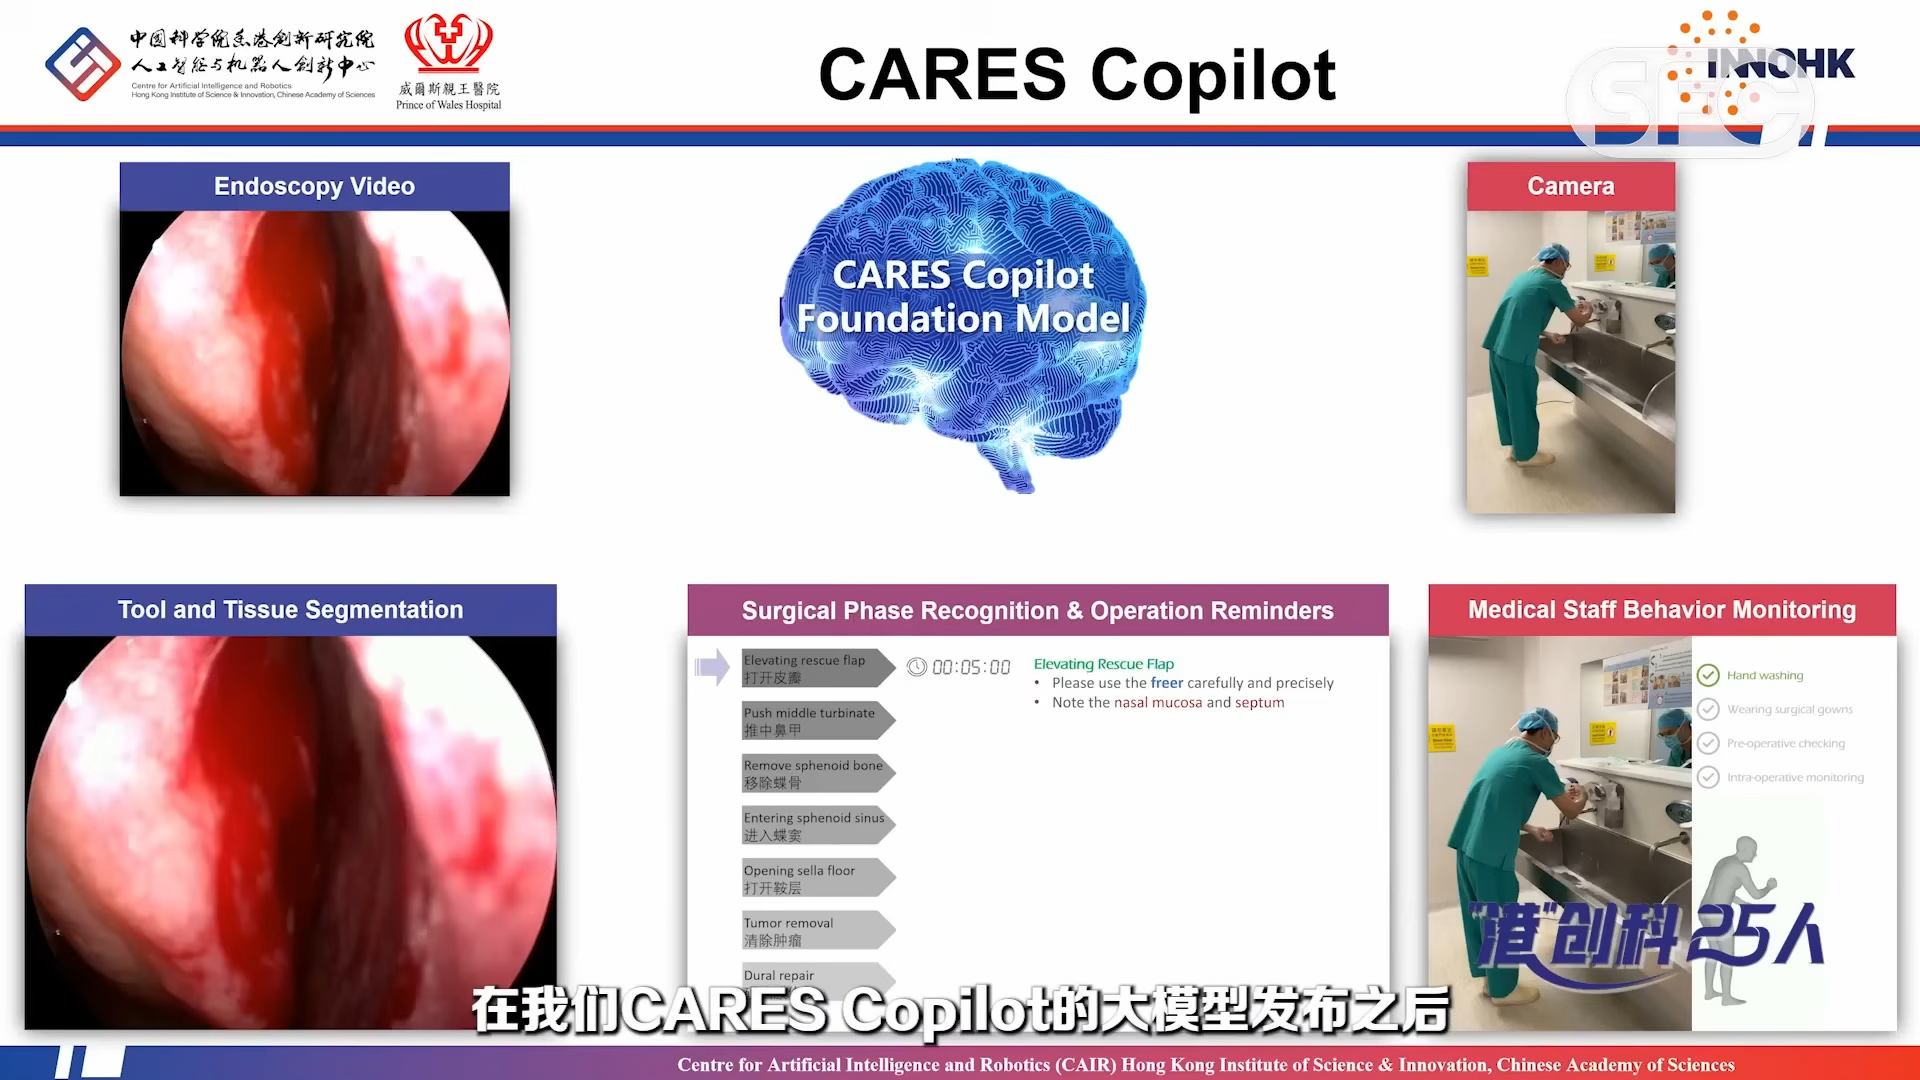 中国科学院香港创新研究院
人工智能与机器人创新中心
Centre for Artificial Intelligence and Robotics
Hong Kong Institute of Science & Innovation, Chinese Academy of Sciences
威爾斯親王醫院
Prince of Wales Hospital
CARES Copilot
INNOHK
SFC
Endoscopy Video
CARES Copilot
Foundation Model
Camera
Tool and Tissue Segmentation
Surgical Phase Recognition & Operation Reminders
Elevating rescue flap
打开皮瓣
Push middle turbinate
推中鼻甲
Remove sphenoid bone
移除蝶骨
Entering sphenoid sinus
进入蝶窦
Opening sella floor
打开鞍层
Tumor removal
清除肿瘤
Dural repair
00:05:00
Elevating Rescue Flap
• Please use the freer carefully and precisely
• Note the nasal mucosa and septum
Medical Staff Behavior Monitoring
Hand washing
Wearing surgical gowns
Pre-operative checking
Intra-operative monitoring
"港"创科25人
在我们CARES Copilot的大模型发布之后
Centre for Artificial Intelligence and Robotics (CAIR) Hong Kong Institute of Science & Innovation, Chinese Academy of Sciences